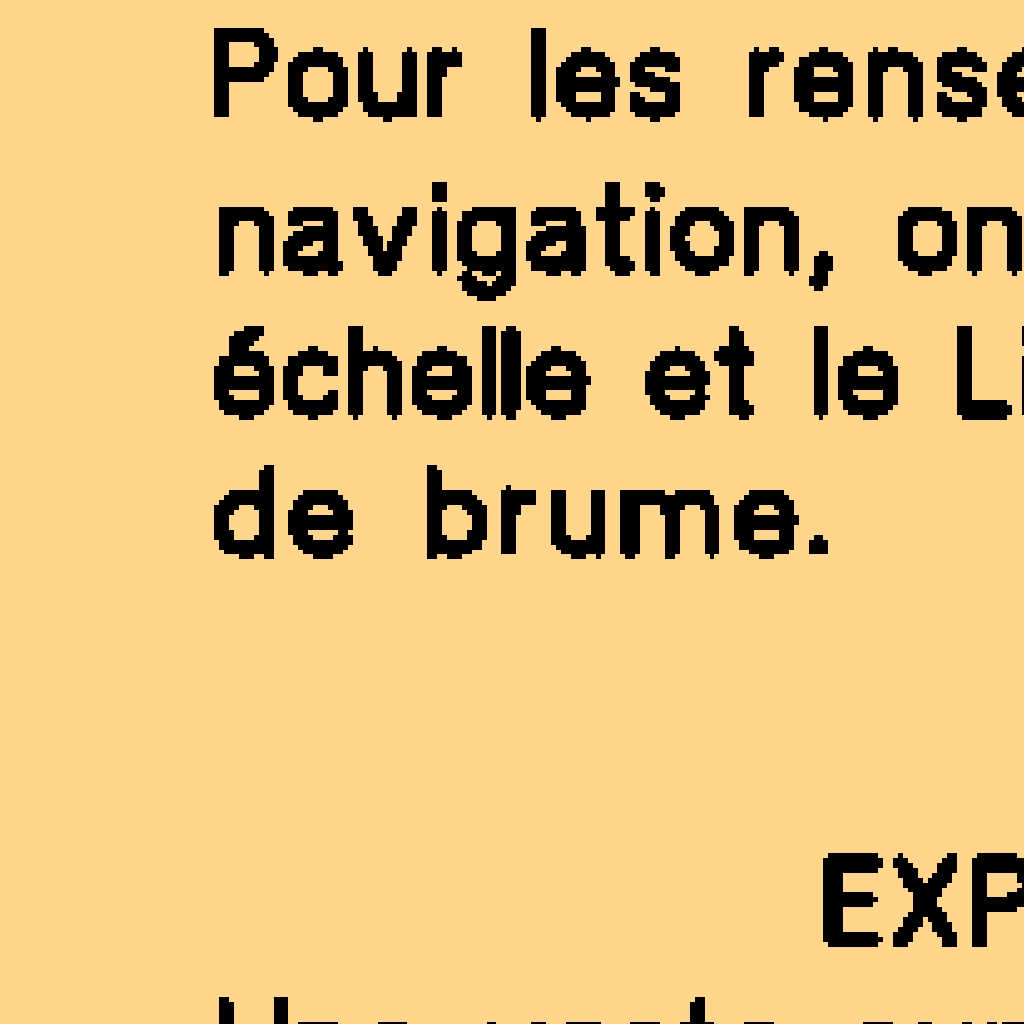 Pour les rense
navigation, on
échelle et le Li
de brume.
EXP